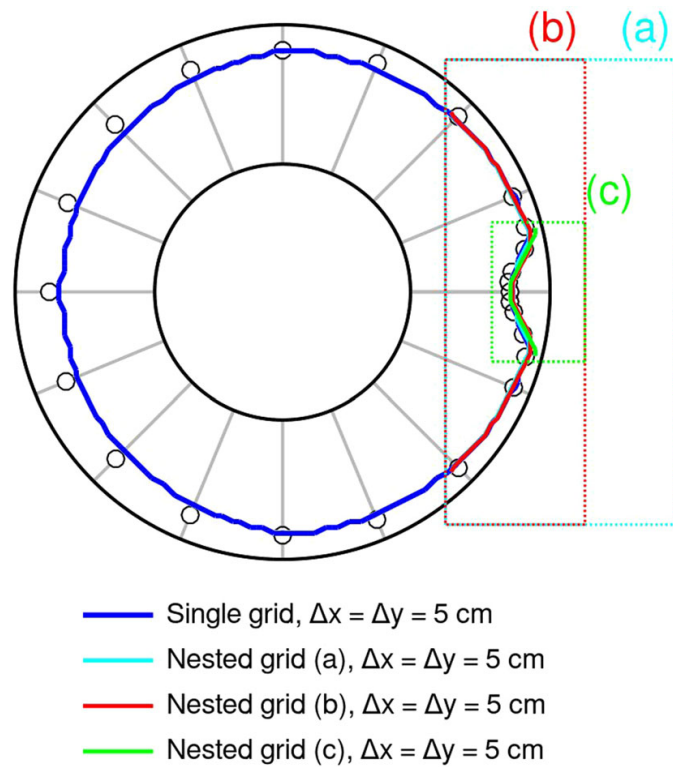 (b) (a)
(c)
Single grid, Δx = Δy = 5 cm
Nested grid (a), Δx = Δy = 5 cm
Nested grid (b), Δx = Δy = 5 cm
Nested grid (c), Δx = Δy = 5 cm